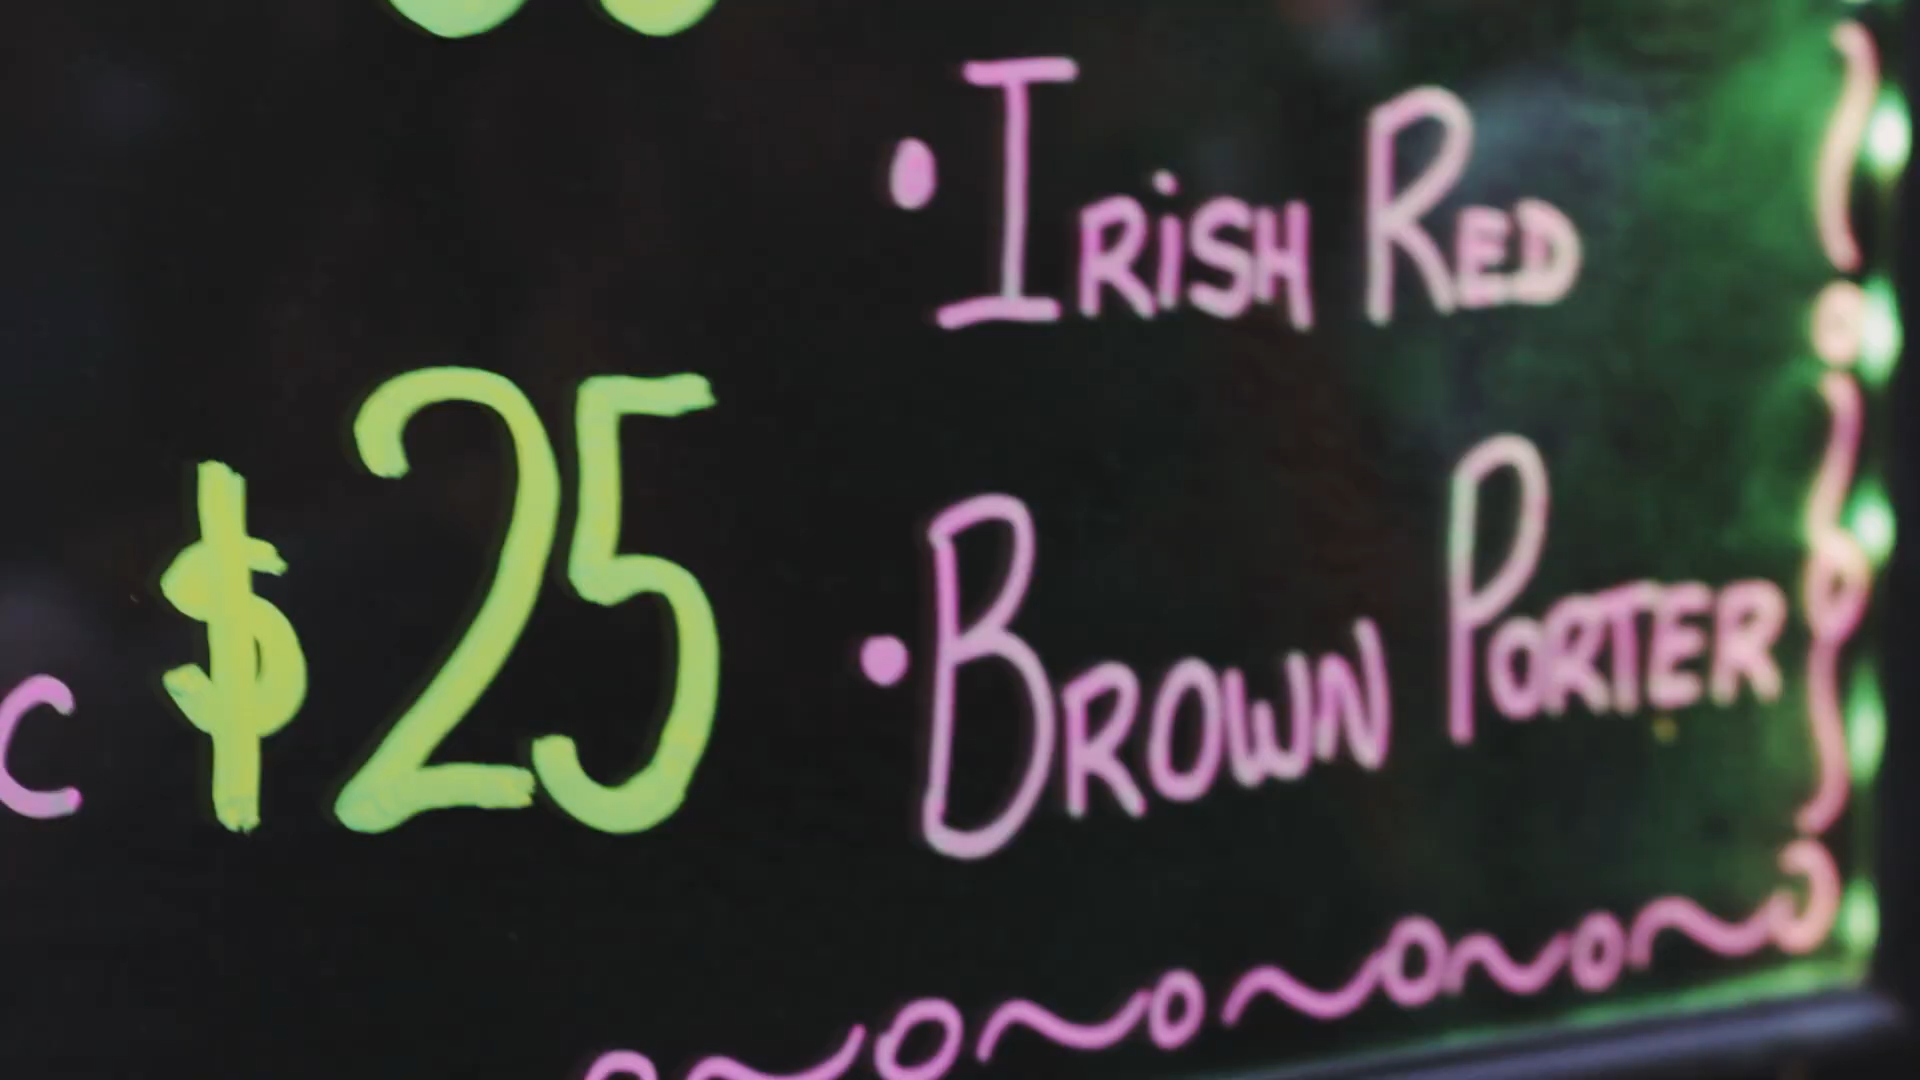 • Irish Red
c $25
• Brown Porter